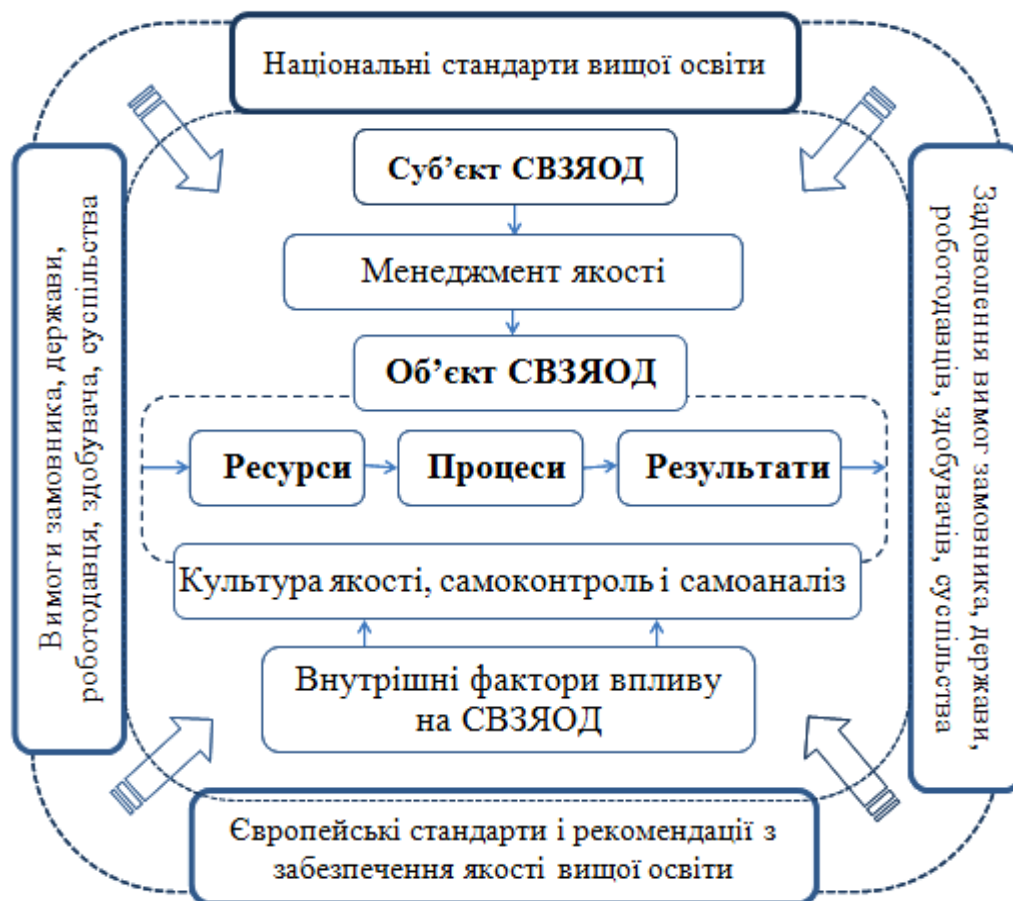 Національні стандарти вищої освіти
Вимоги замовника, держави,
роботодавця, здобувача, суспільства
Суб’єкт СВЗЯОД
Менеджмент якості
Об’єкт СВЗЯОД
Ресурси
Процеси
Результати
Культура якості, самоконтроль і самоаналіз
Внутрішні фактори впливу
на СВЗЯОД
Задоволення вимог замовника, держави,
роботодавців, здобувачів, суспільства
Європейські стандарти і рекомендації з
забезпечення якості вищої освіти